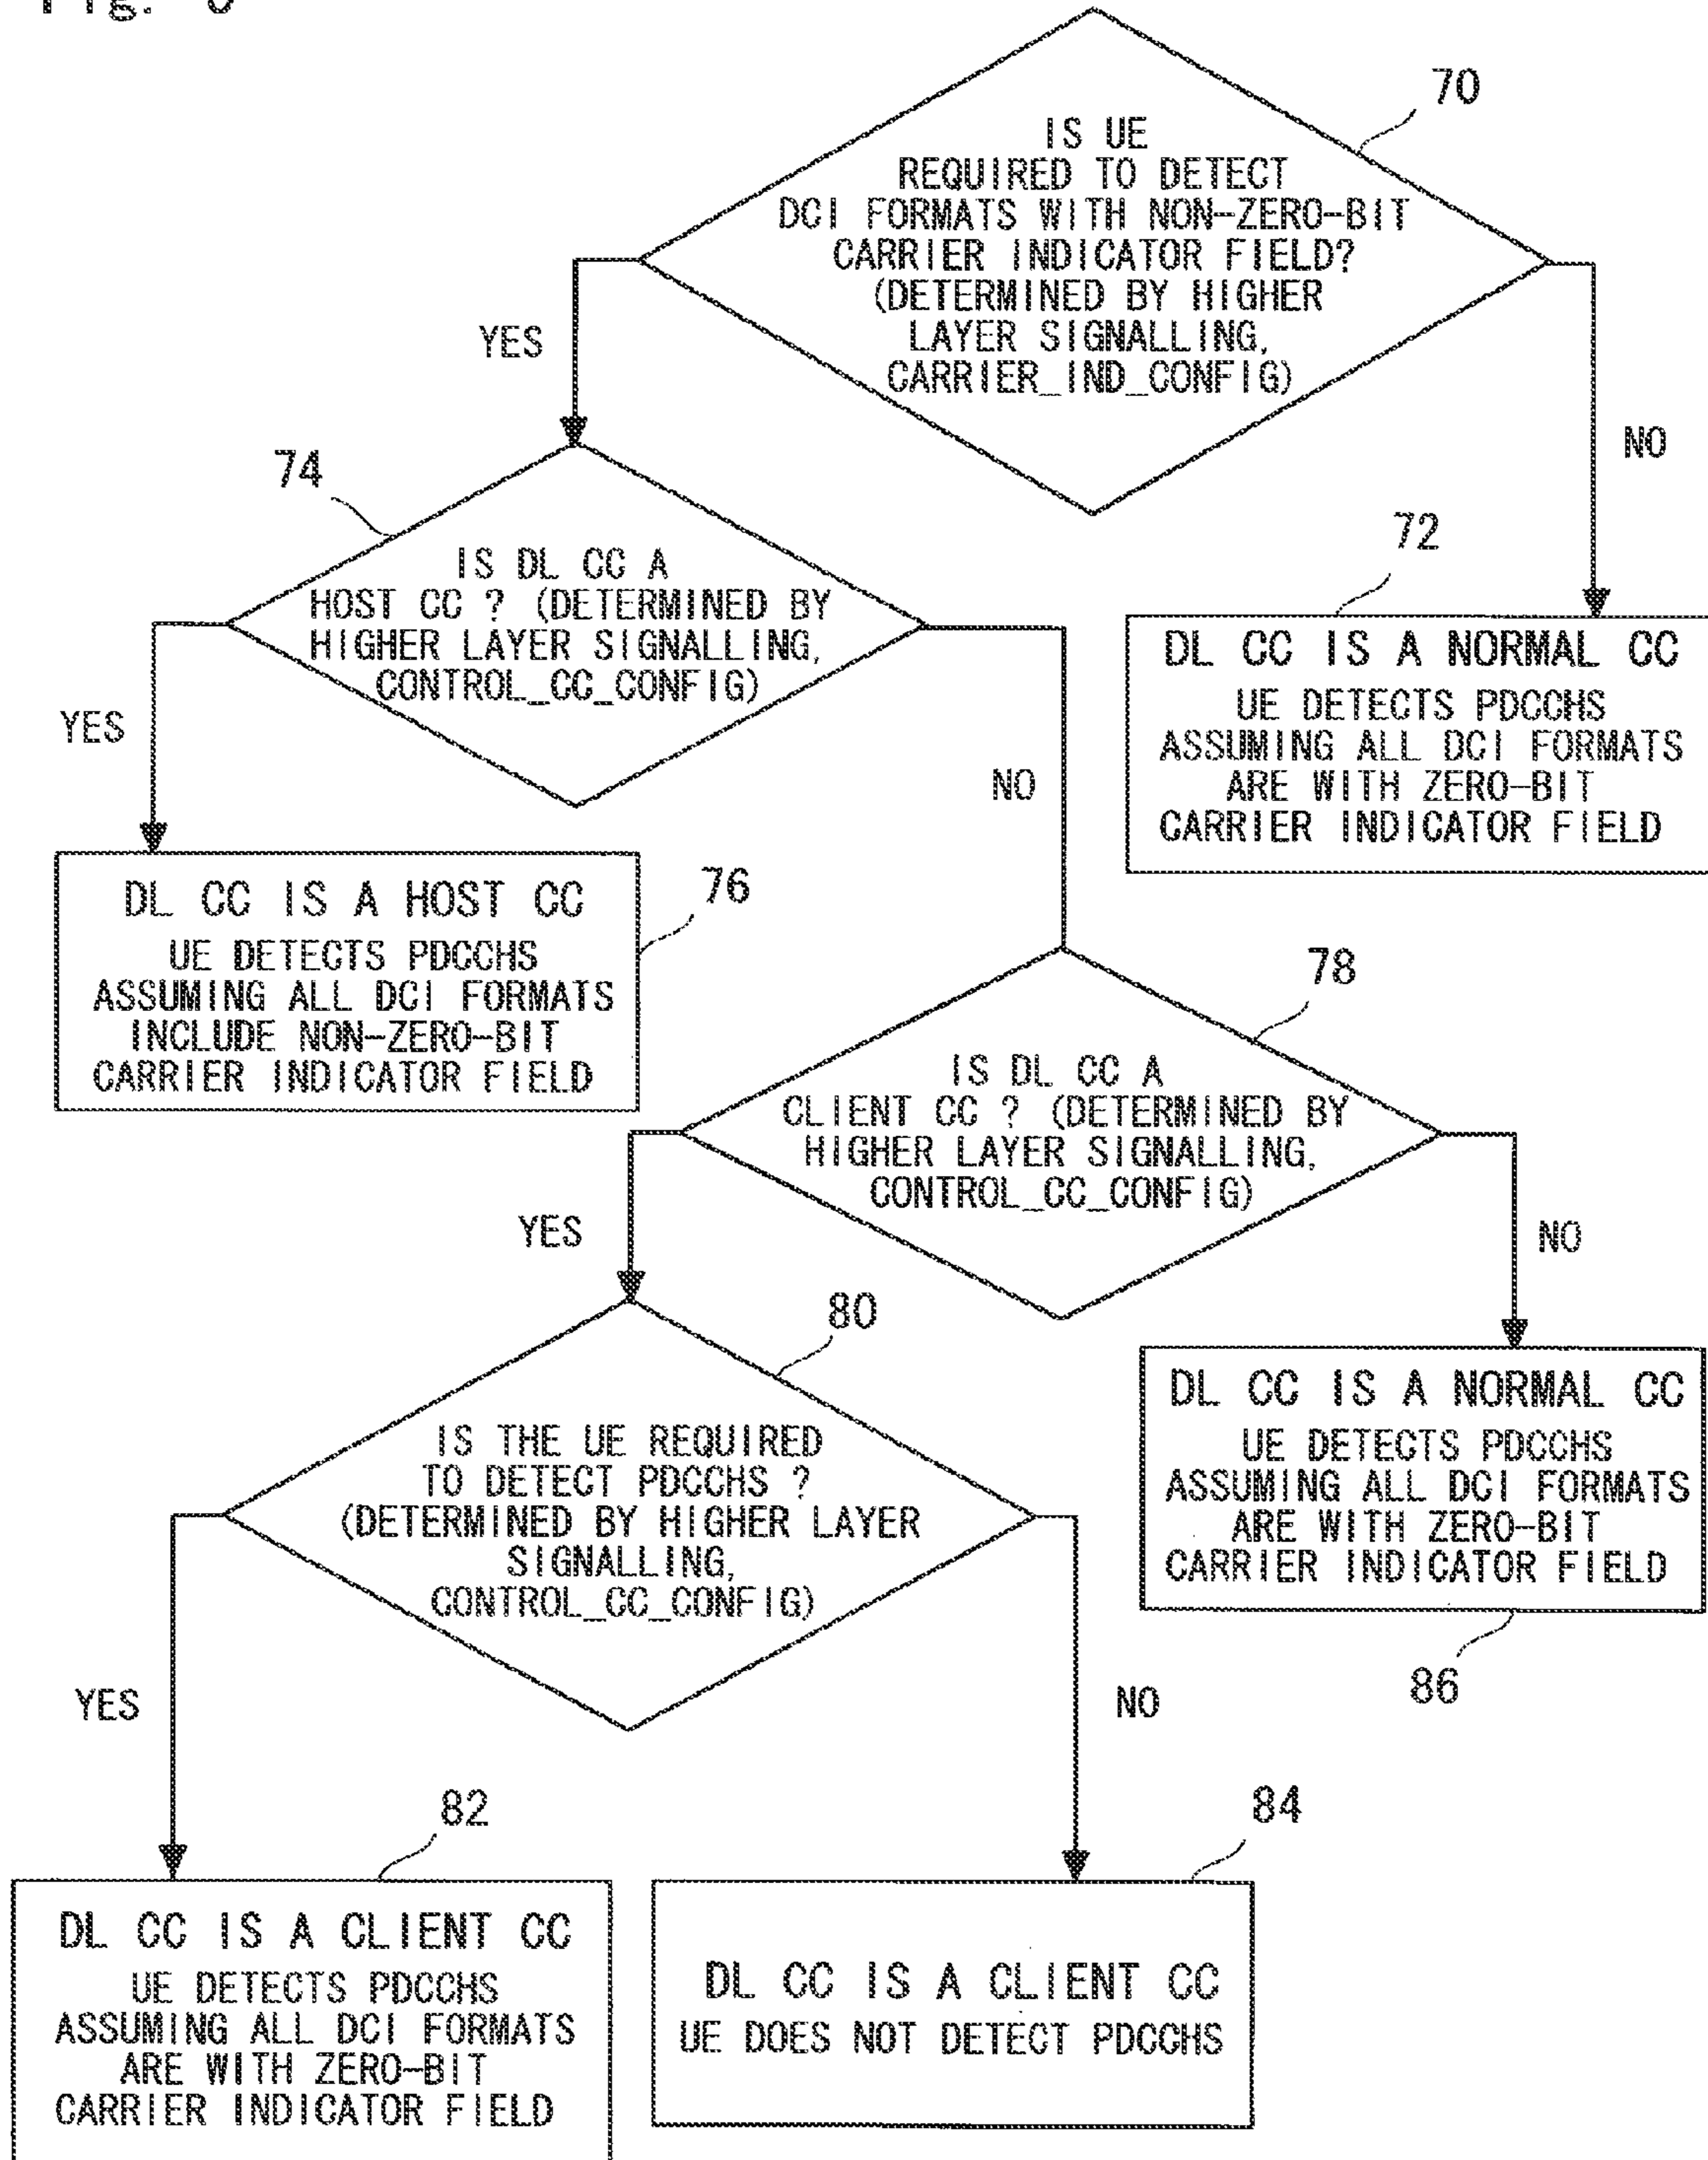 70
IS UE
REQUIRED TO DETECT
DCI FORMATS WITH NON-ZERO-BIT
CARRIER INDICATOR FIELD?
(DETERMINED BY HIGHER
LAYER SIGNALLING,
CARRIER_IND_CONFIG)
YES
NO
74
IS DL CC A
HOST CC ? (DETERMINED BY
HIGHER LAYER SIGNALLING,
CONTROL_CC_CONFIG)
72
DL CC IS A NORMAL CC
UE DETECTS PDCCHS
ASSUMING ALL DCI FORMATS
ARE WITH ZERO-BIT
CARRIER INDICATOR FIELD
YES
NO
76
DL CC IS A HOST CC
UE DETECTS PDCCHS
ASSUMING ALL DCI FORMATS
INCLUDE NON-ZERO-BIT
CARRIER INDICATOR FIELD
78
IS DL CC A
CLIENT CC ? (DETERMINED BY
HIGHER LAYER SIGNALLING,
CONTROL_CC_CONFIG)
YES
NO
80
IS THE UE REQUIRED
TO DETECT PDCCHS ?
(DETERMINED BY HIGHER LAYER
SIGNALLING,
CONTROL_CC_CONFIG)
DL CC IS A NORMAL CC
UE DETECTS PDCCHS
ASSUMING ALL DCI FORMATS
ARE WITH ZERO-BIT
CARRIER INDICATOR FIELD
86
YES
NO
82
DL CC IS A CLIENT CC
UE DETECTS PDCCHS
ASSUMING ALL DCI FORMATS
ARE WITH ZERO-BIT
CARRIER INDICATOR FIELD
84
DL CC IS A CLIENT CC
UE DOES NOT DETECT PDCCHS